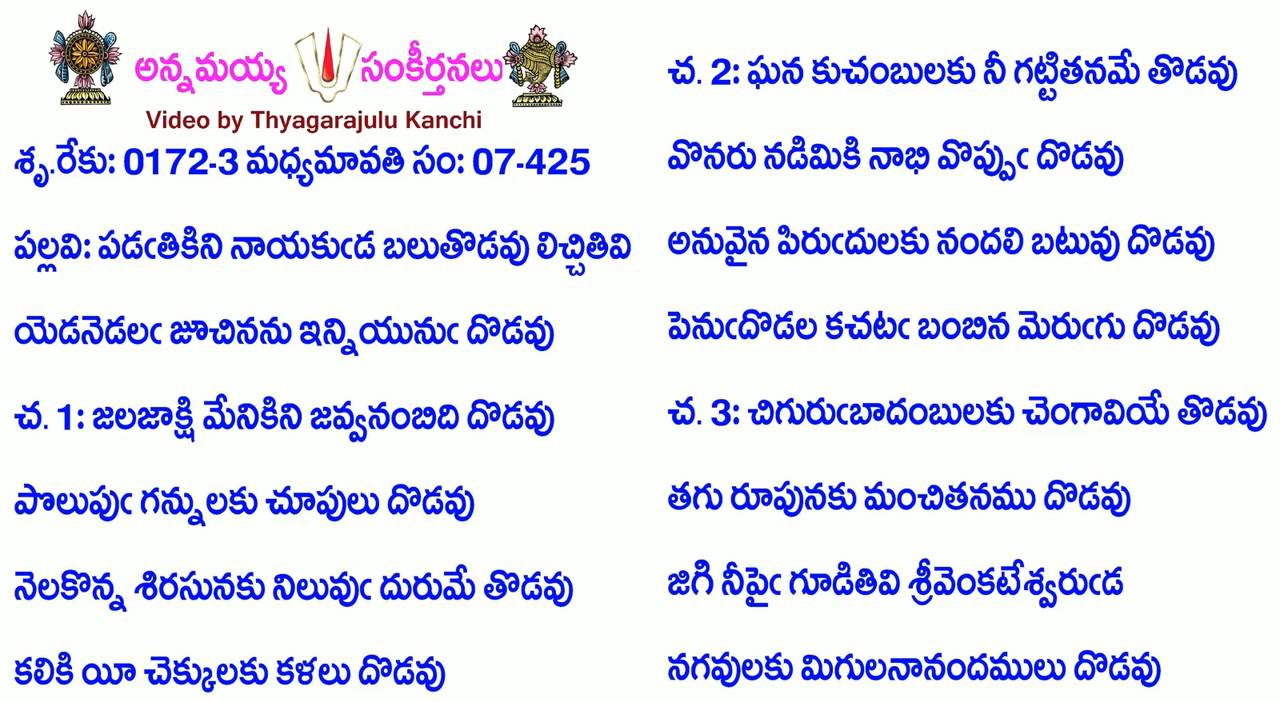 అన్నమయ్య సంకీర్తనలు
Video by Thyagarajulu Kanchi
శృ.రేకు: 0172-3 మధ్యమావతి సం: 07-425
పల్లవి: పడఁతికిని నాయకుఁడ బలుతొడవు లిచ్చితివి
యెడనెడలఁ జూచినను ఇన్నియునుఁ దొడవు
చ. 1: జలజాక్షి మేనికిని జవ్వనంబిది దొడవు
పొలుపుఁ గన్నులకు చూపులు దొడవు
నెలకొన్న శిరసునకు నిలువుఁ దురుమే తొడవు
కలికి యీ చెక్కులకు కళలు దొడవు
చ. 2: ఘన కుచంబులకు నీ గట్టితనమే తొడవు
వొనరు నడిమికి నాభి వొప్పుఁ దొడవు
అనువైన పిరుఁదులకు నందలి బటువు దొడవు
పెనుఁదొడల కచటఁ బంబిన మెరుఁగు దొడవు
చ. 3: చిగురుఁబాదంబులకు చెంగావియే తొడవు
తగు రూపునకు మంచితనము దొడవు
జిగి నీపైఁ గూడితివి శ్రీవెంకటేశ్వరుఁడ
నగవులకు మిగులనానందములు దొడవు